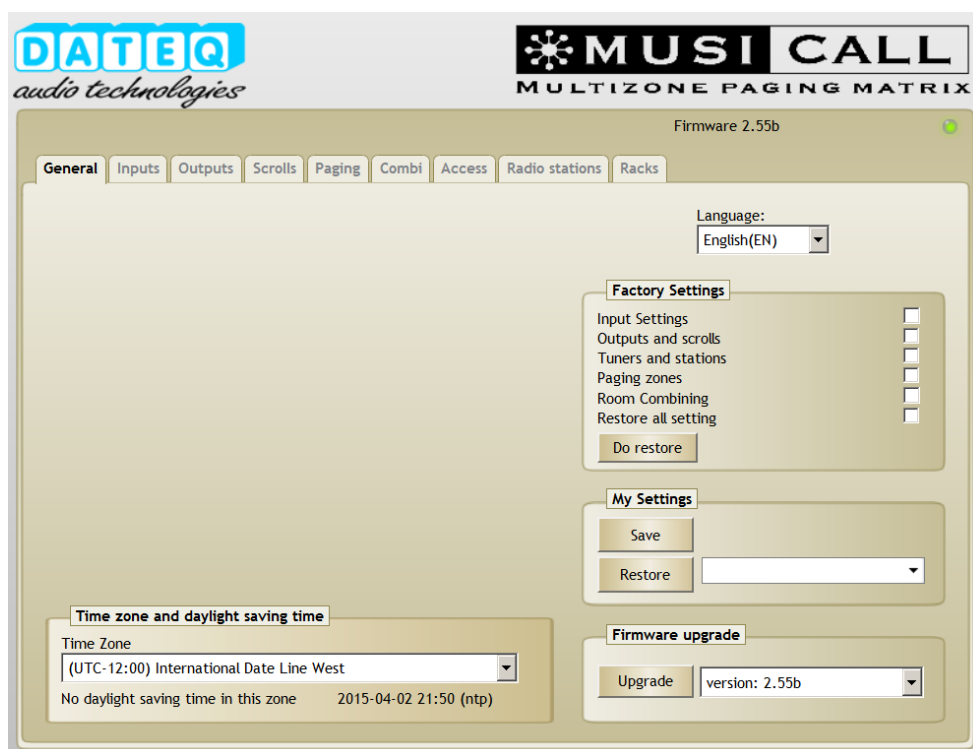 DATEQ
audio technologies
MUSI CALL
MULTIZONE PAGING MATRIX
Firmware 2.55b
General Inputs Outputs Scrolls Paging Combi Access Radio stations Racks
Language:
English(EN)
Factory Settings
Input Settings
Outputs and scrolls
Tuners and stations
Paging zones
Room Combining
Restore all setting
Do restore
My Settings
Save
Restore
Time zone and daylight saving time
Time Zone
(UTC-12:00) International Date Line West
No daylight saving time in this zone 2015-04-02 21:50 (ntp)
Firmware upgrade
Upgrade version: 2.55b